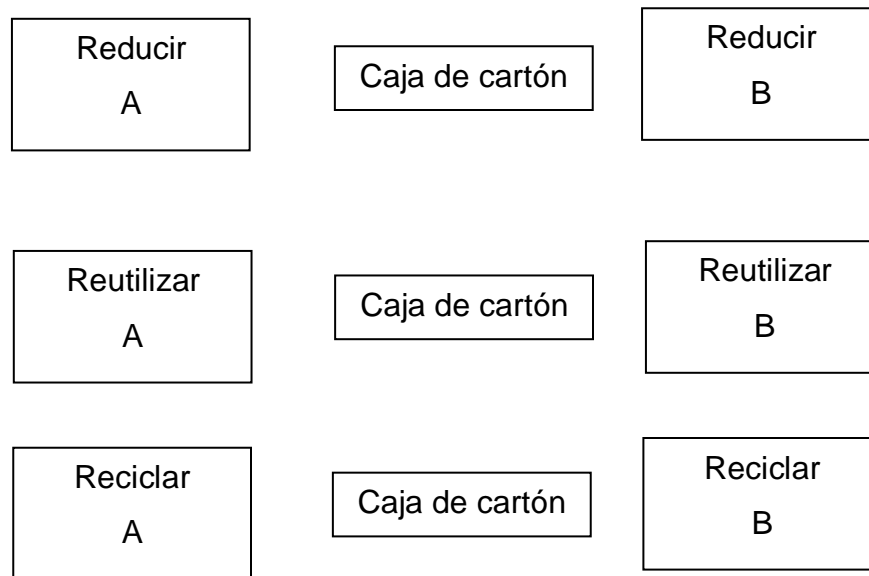 Reducir
A
Caja de cartón
Reducir
B
Reutilizar
A
Caja de cartón
Reutilizar
B
Reciclar
A
Caja de cartón
Reciclar
B